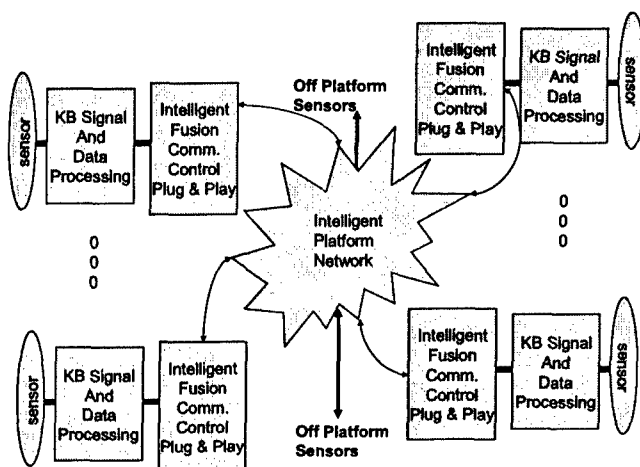 sensor
KB Signal
And
Data
Processing
Intelligent
Fusion
Comm.
Control
Plug & Play
Off Platform
Sensors
Intelligent
Fusion
Comm.
Control
Plug & Play
KB Signal
And
Data
Processing
sensor
0
0
0
Intelligent
Platform
Network
0
0
0
sensor
KB Signal
And
Data
Processing
Intelligent
Fusion
Comm.
Control
Plug & Play
Off Platform
Sensors
Intelligent
Fusion
Comm.
Control
Plug & Play
KB Signal
And
Data
Processing
sensor